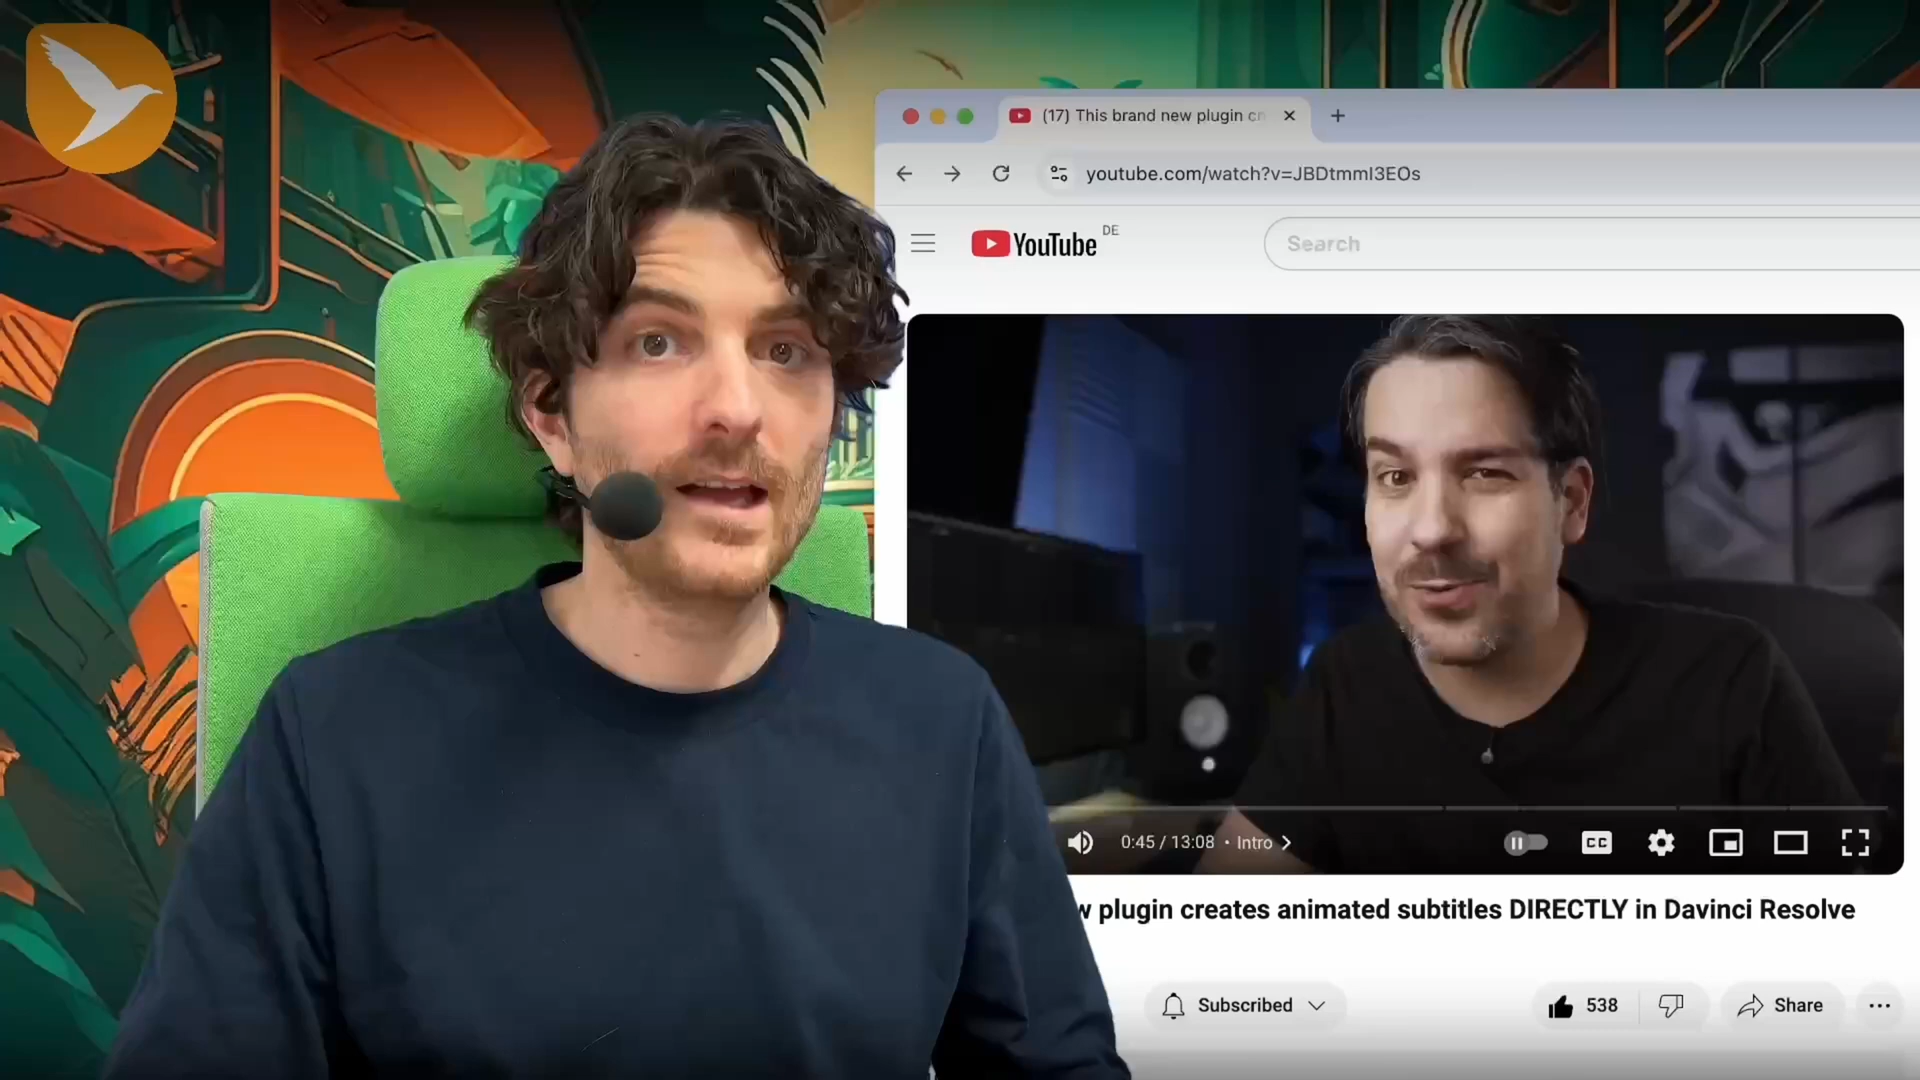 (17) This brand new plugin cr
youtube.com/watch?v=JBDtmmI3EOs
YouTube DE
Search
0:45 / 13:08 • Intro
CC
w plugin creates animated subtitles DIRECTLY in Davinci Resolve
Subscribed
538
Share